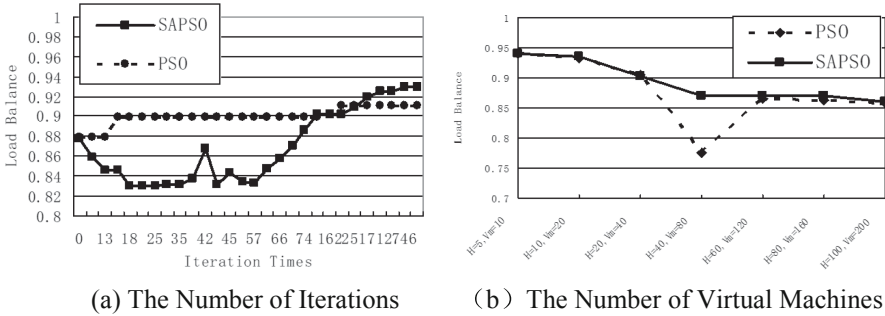 1
0.98
0.96
0.94
0.92
0.9
0.88
0.86
0.84
0.82
0.8
Load Balance
SAPSO
PSO
0 13 18 25 35 42 45 57 66 74 162 251 712 746
Iteration Times
(a) The Number of Iterations
1
0.95
0.9
0.85
0.8
0.75
0.7
Load Balance
PSO
SAPSO
H=5,Vm=10
H=10,Vm=20
H=20,Vm=40
H=40,Vm=80
H=60,Vm=120
H=80,Vm=160
H=100,Vm=200
(b) The Number of Virtual Machines